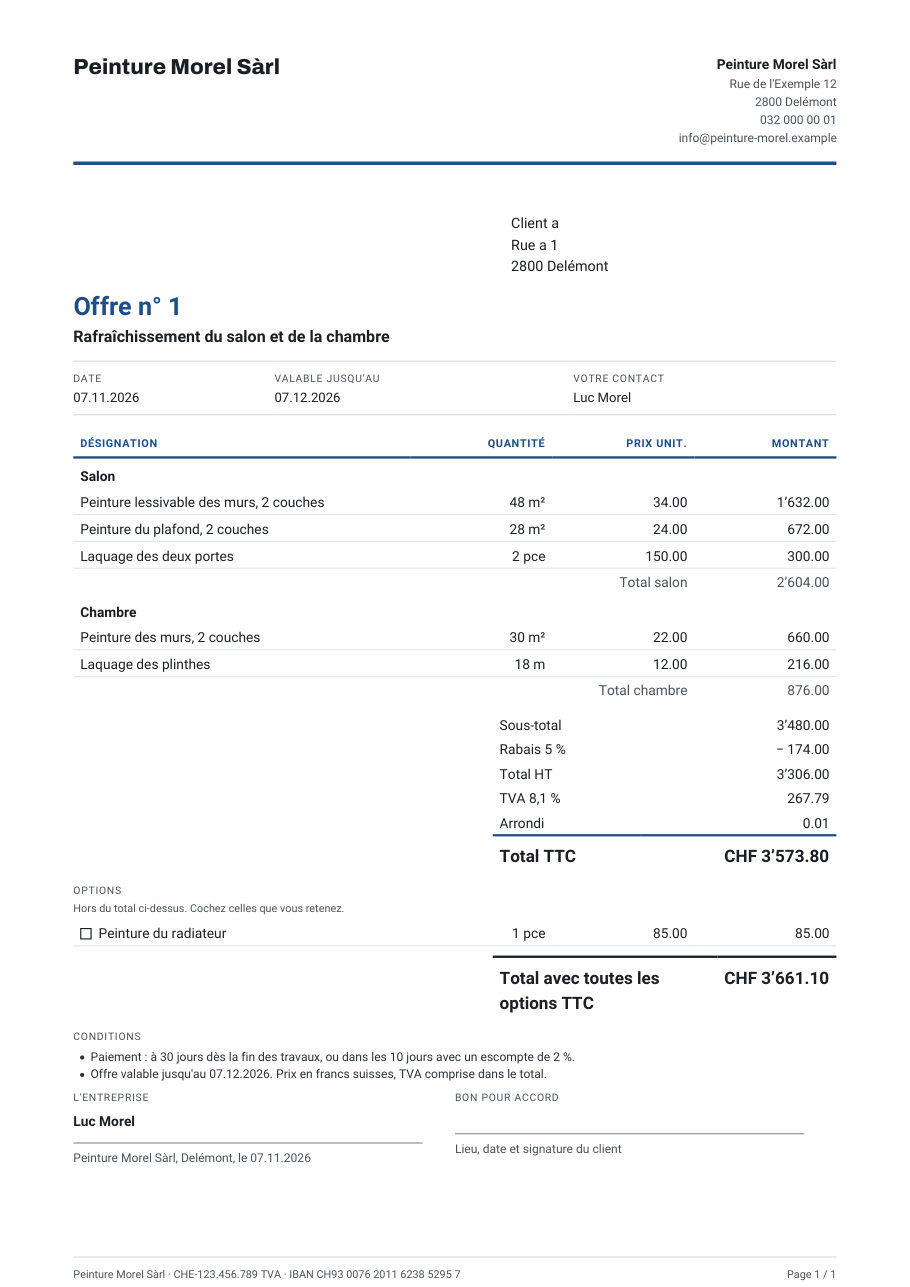 Peinture Morel Sàrl
Peinture Morel Sàrl
Rue de l'Exemple 12
2800 Delémont
032 000 00 01
info@peinture-morel.example
Client a
Rue a 1
2800 Delémont
Offre n° 1
Rafraîchissement du salon et de la chambre
DATE VALABLE JUSQU'AU VOTRE CONTACT
07.11.2026 07.12.2026 Luc Morel
DÉSIGNATION QUANTITÉ PRIX UNIT. MONTANT
Salon
Peinture lessivable des murs, 2 couches 48 m² 34.00 1’632.00
Peinture du plafond, 2 couches 28 m² 24.00 672.00
Laquage des deux portes 2 pce 150.00 300.00
Total salon 2’604.00
Chambre
Peinture des murs, 2 couches 30 m² 22.00 660.00
Laquage des plinthes 18 m 12.00 216.00
Total chambre 876.00
Sous-total 3’480.00
Rabais 5 % − 174.00
Total HT 3’306.00
TVA 8,1 % 267.79
Arrondi 0.01
Total TTC CHF 3’573.80
OPTIONS
Hors du total ci-dessus. Cochez celles que vous retenez.
☐ Peinture du radiateur 1 pce 85.00 85.00
Total avec toutes les CHF 3’661.10
options TTC
CONDITIONS
• Paiement : à 30 jours dès la fin des travaux, ou dans les 10 jours avec un escompte de 2 %.
• Offre valable jusqu'au 07.12.2026. Prix en francs suisses, TVA comprise dans le total.
L'ENTREPRISE BON POUR ACCORD
Luc Morel
Peinture Morel Sàrl, Delémont, le 07.11.2026 Lieu, date et signature du client
Peinture Morel Sàrl · CHE-123.456.789 TVA · IBAN CH93 0076 2011 6238 5295 7 Page 1 / 1